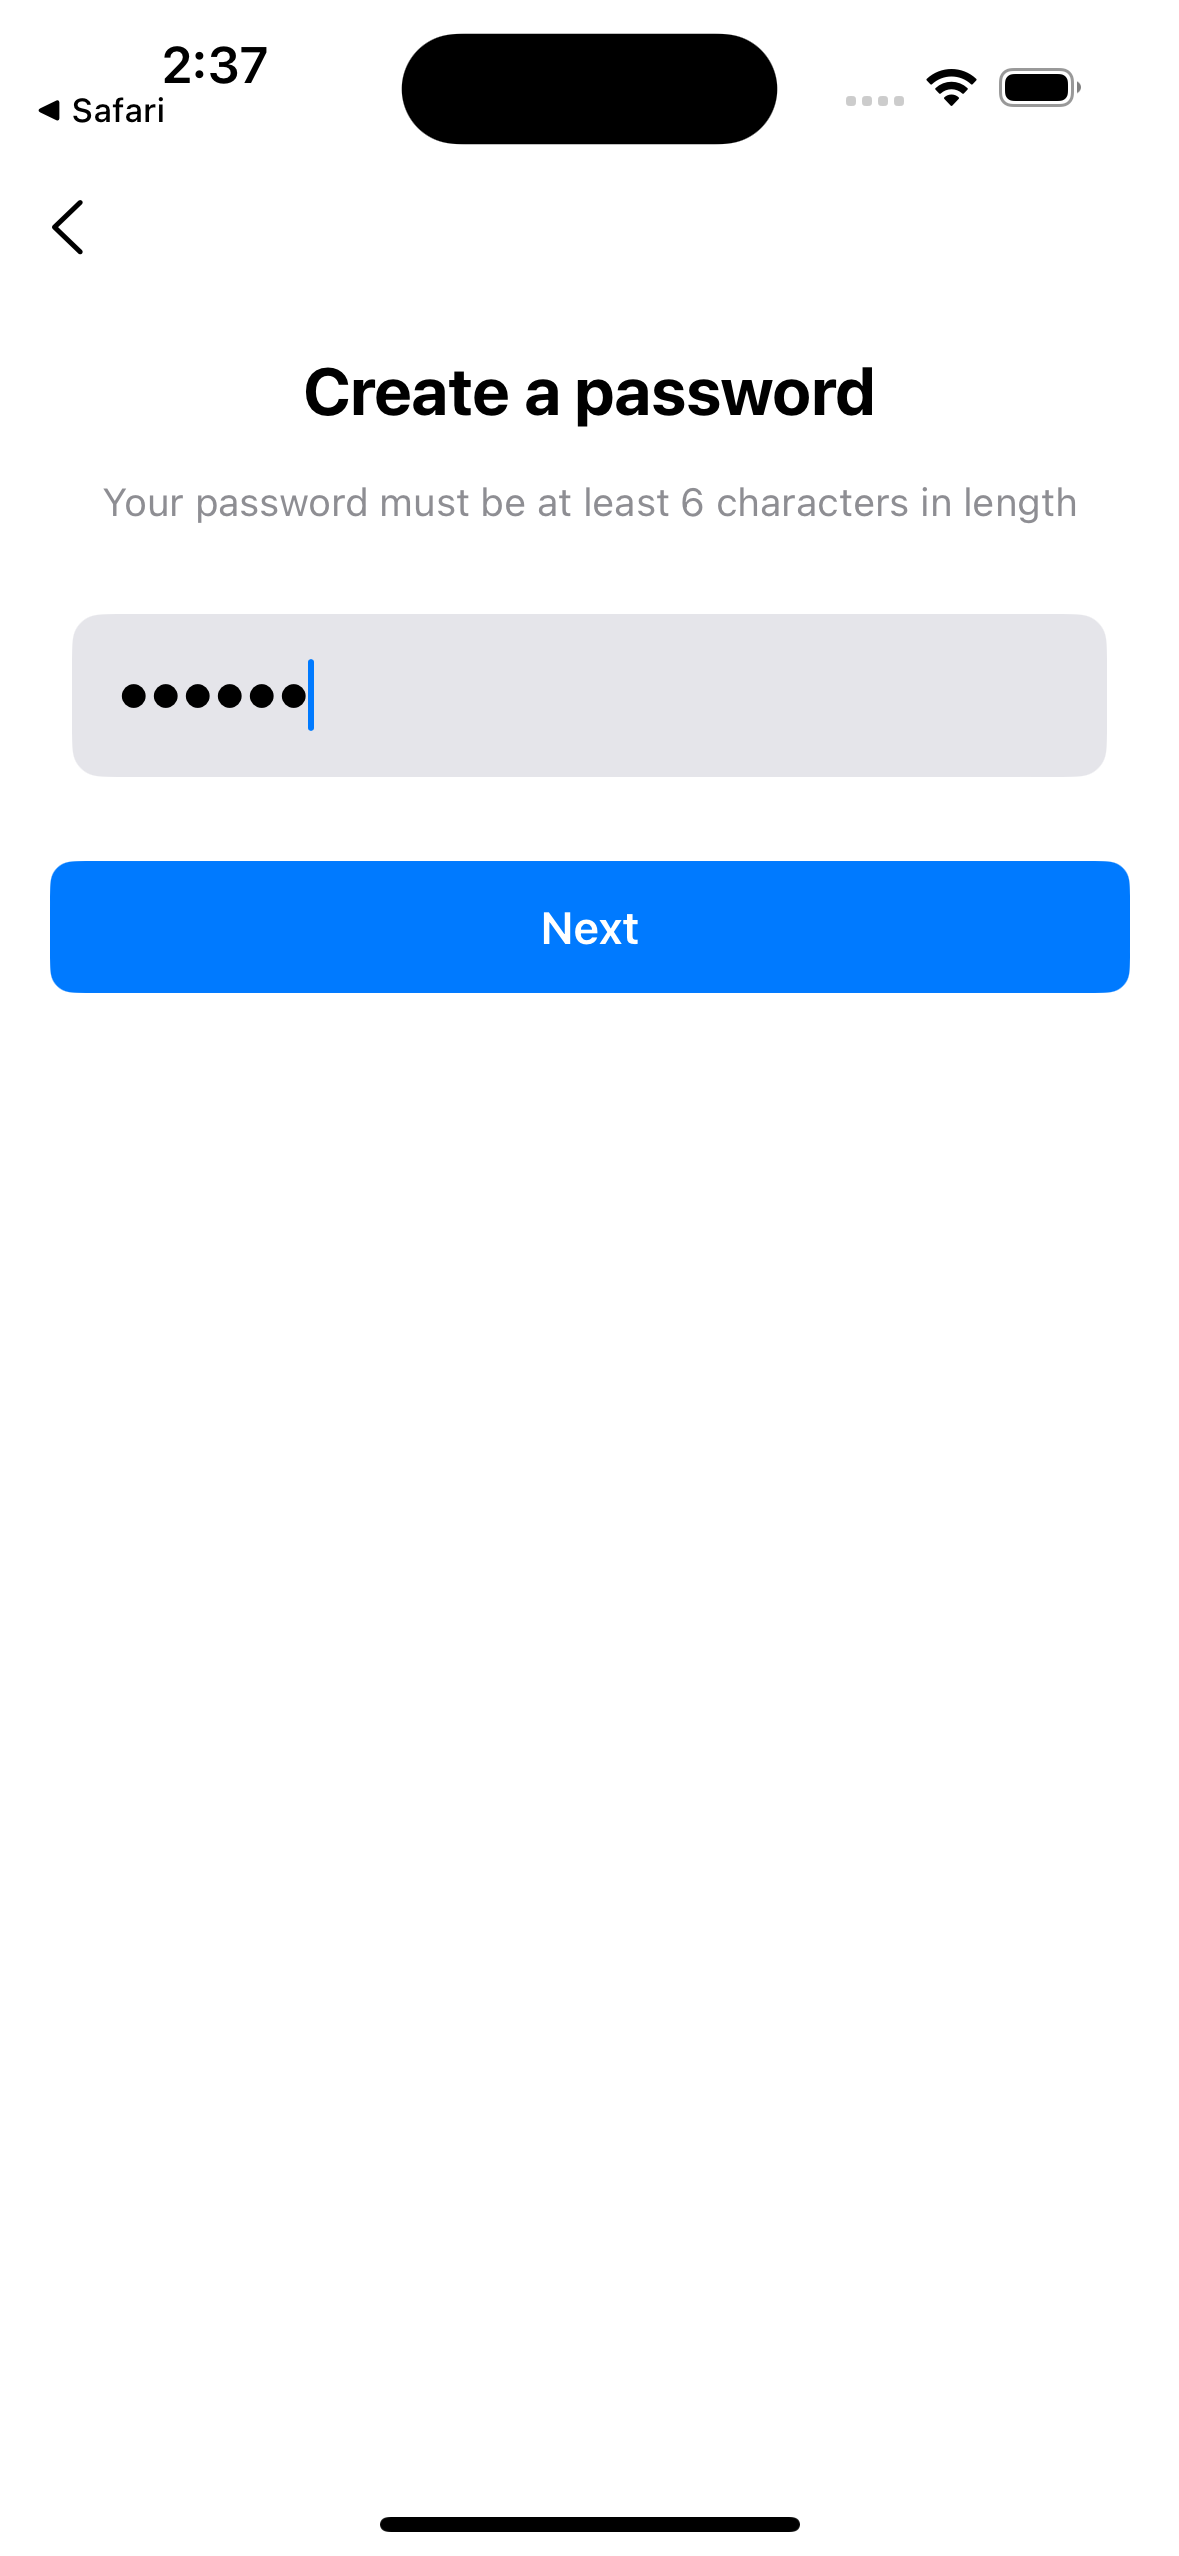 2:37
Safari
Create a password
Your password must be at least 6 characters in length
••••••
Next